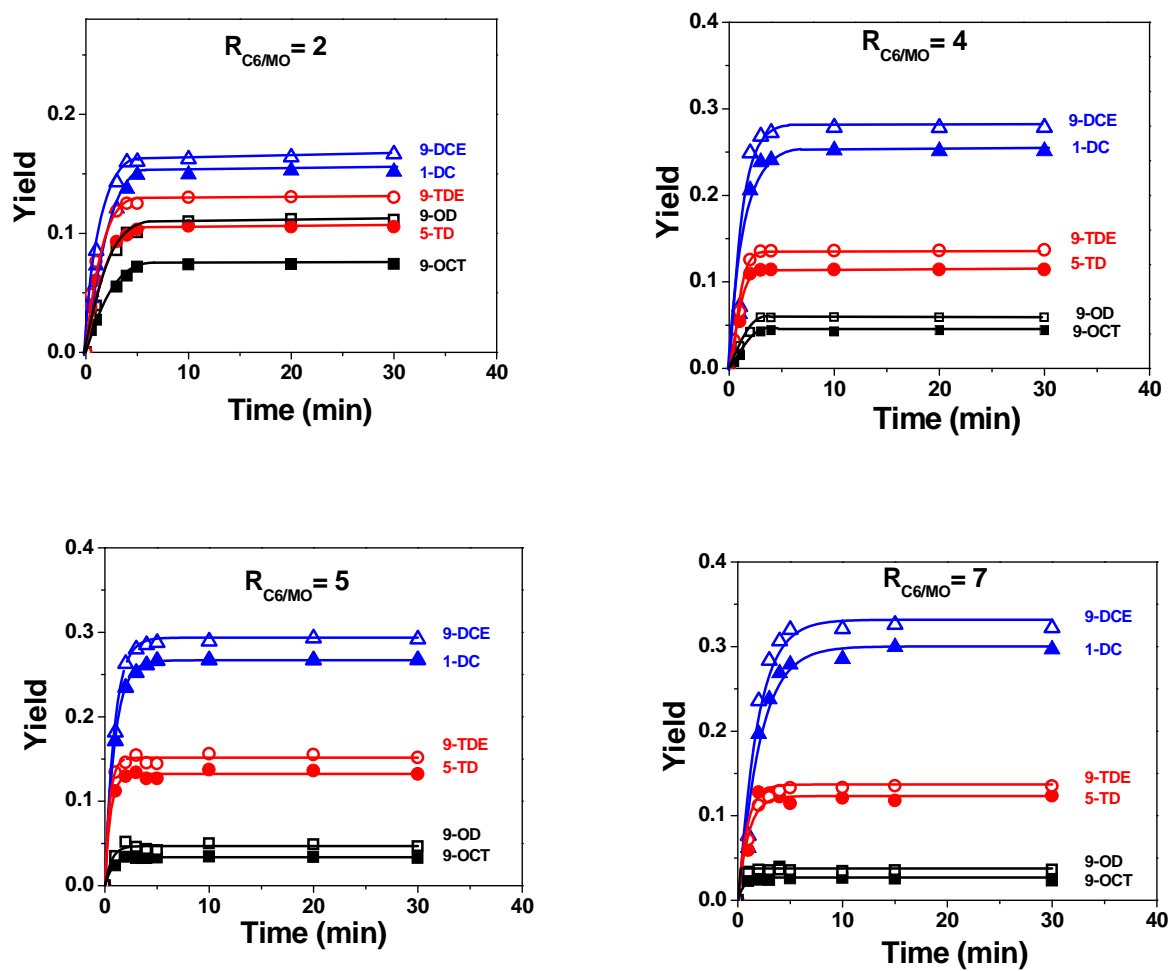 R_C6/MO = 2
0.2
0.1
0.0
Yield
9-DCE
1-DC
9-TDE
9-OD
5-TD
9-OCT
0 10 20 30 40
Time (min)
R_C6/MO = 4
0.4
0.3
0.2
0.1
0.0
Yield
9-DCE
1-DC
9-TDE
5-TD
9-OD
9-OCT
0 10 20 30 40
Time (min)
R_C6/MO = 5
0.4
0.3
0.2
0.1
0.0
Yield
9-DCE
1-DC
9-TDE
5-TD
9-OD
9-OCT
0 10 20 30 40
Time (min)
R_C6/MO = 7
0.4
0.3
0.2
0.1
0.0
Yield
9-DCE
1-DC
9-TDE
5-TD
9-OD
9-OCT
0 10 20 30 40
Time (min)